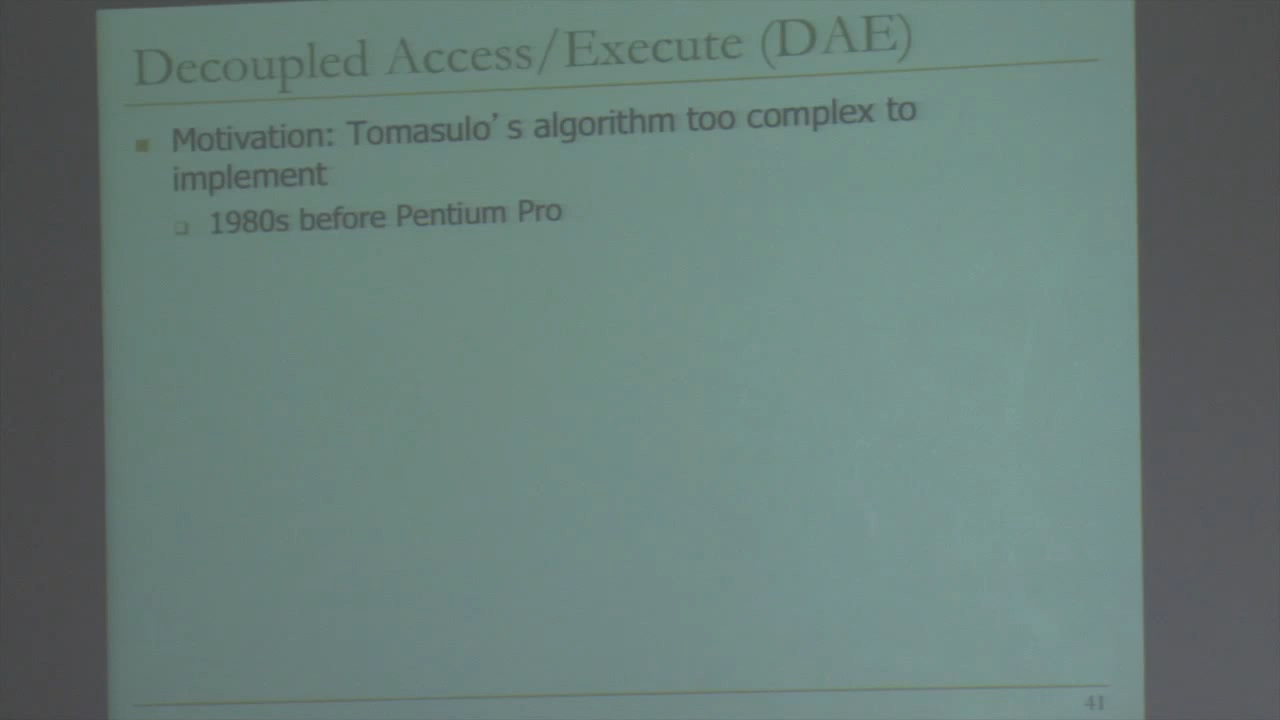 Decoupled Access/Execute (DAE)
Motivation: Tomasulo's algorithm too complex to
implement
1980s before Pentium Pro
41